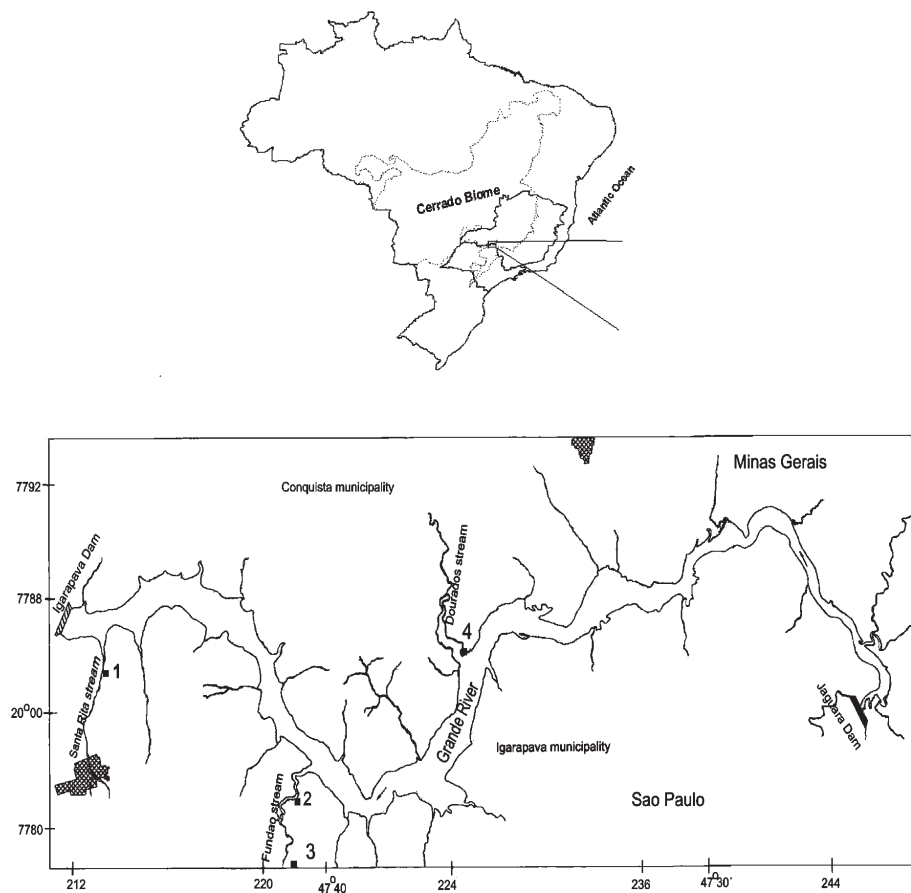 Cerrado Biome
Atlantic Ocean
Minas Gerais
7792
Conquista municipality
Igarapava Dam
Dourados stream
7788
4
1
Santa Rita stream
Grande River
Jaguara Dam
20°00
Igarapava municipality
Sao Paulo
2
Fundao stream
7780
3
212
220
47°40
224
236
47°30'
244